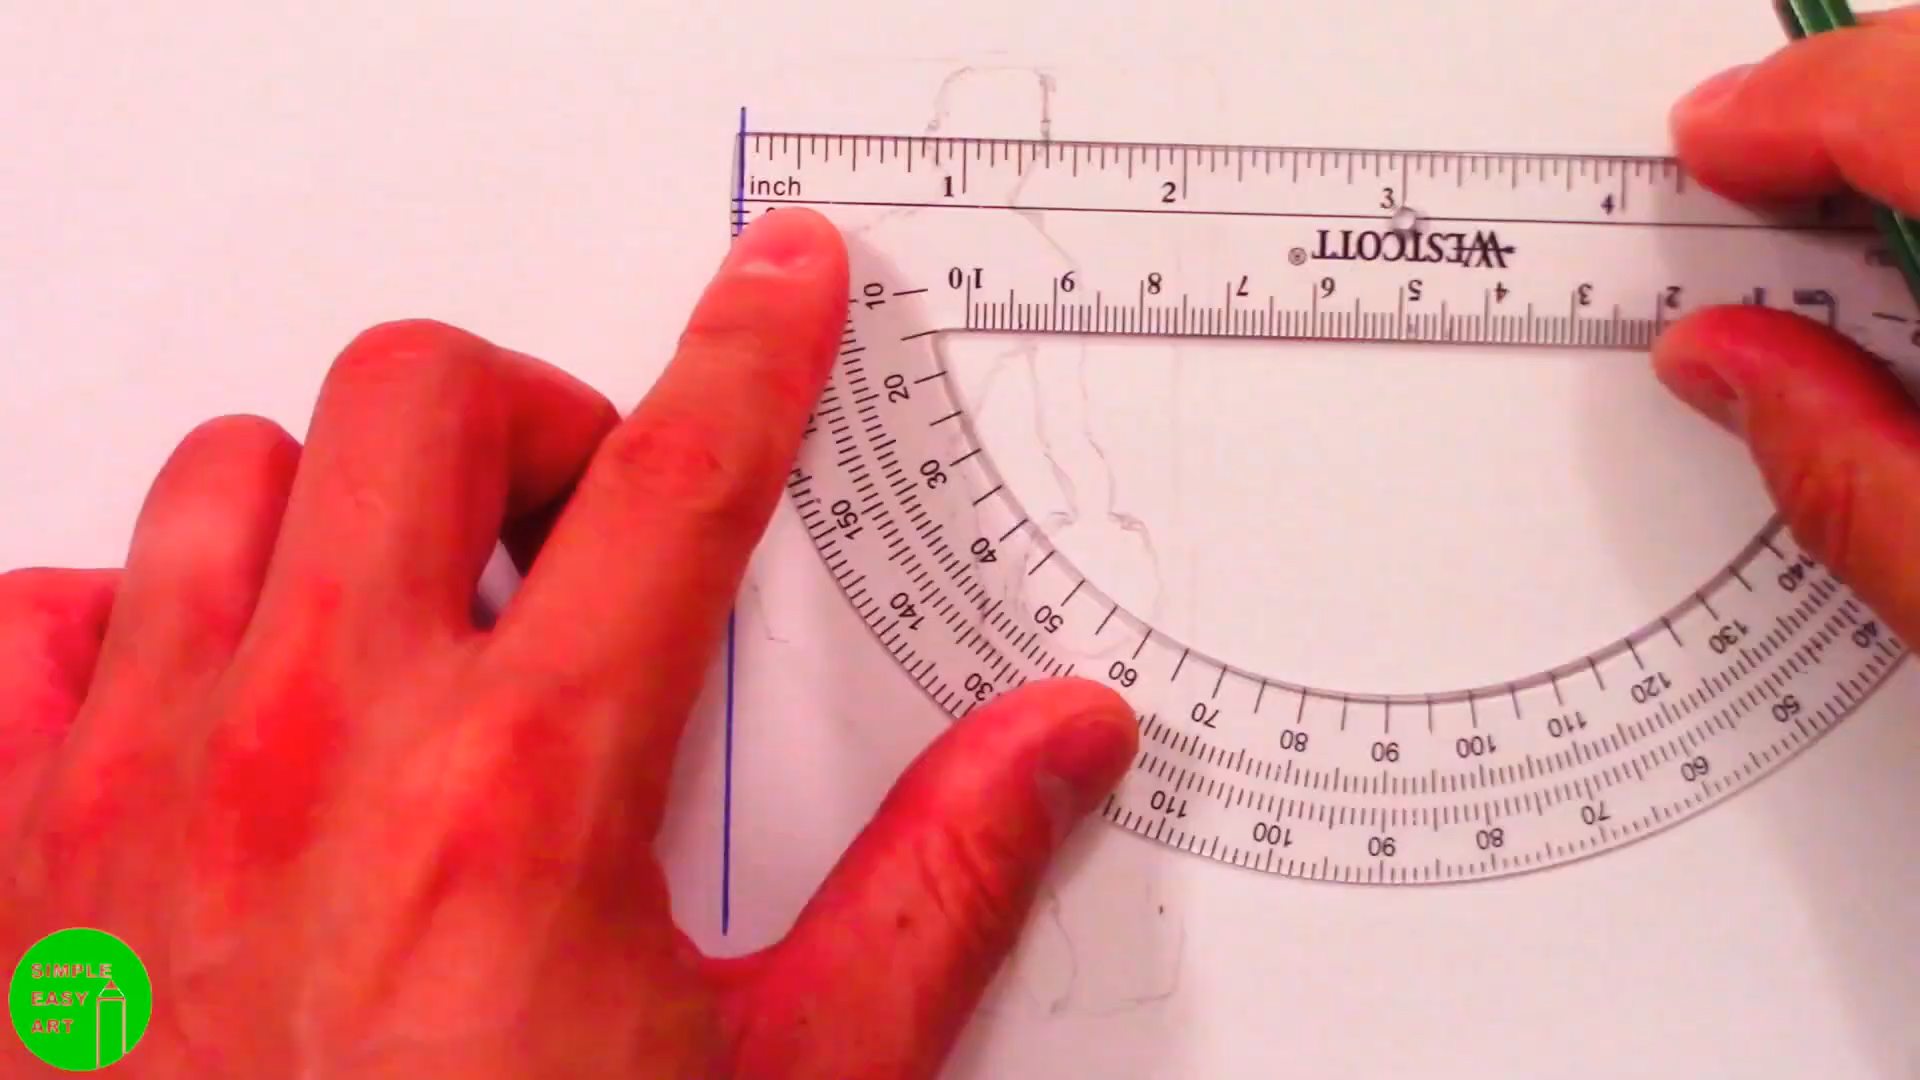 inch
1 2 3 4
WESTCOTT®
10 9 8 7 6 5 4 3 2 1 cm
10 20 30 40 50 60 70 80 90 100 110 120 130 140
150 140 130 110 100 90 80 70 60 50 40
SIMPLE
EASY
ART